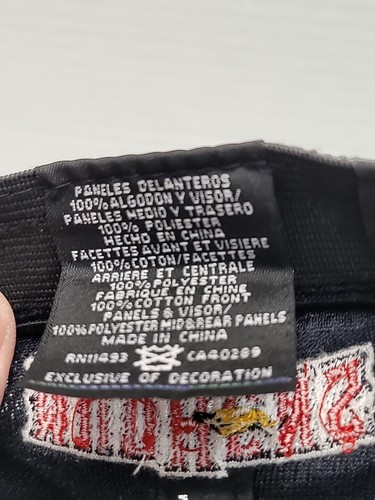 PANELES DELANTEROS
100% ALGODON Y VISOR/
PANELES MEDIO Y TRASERO
100% POLIESTER
HECHO EN CHINA
FACETTES AVANT ET VISIERE
100% COTON/FACETTES
ARRIERE ET CENTRALE
100% POLYESTER
FABRIQUE EN CHINE
100% COTTON FRONT
PANELS & VISOR/
100% POLYESTER MID&REAR PANELS
MADE IN CHINA
RN11493 CA40289
EXCLUSIVE OF DECORATION